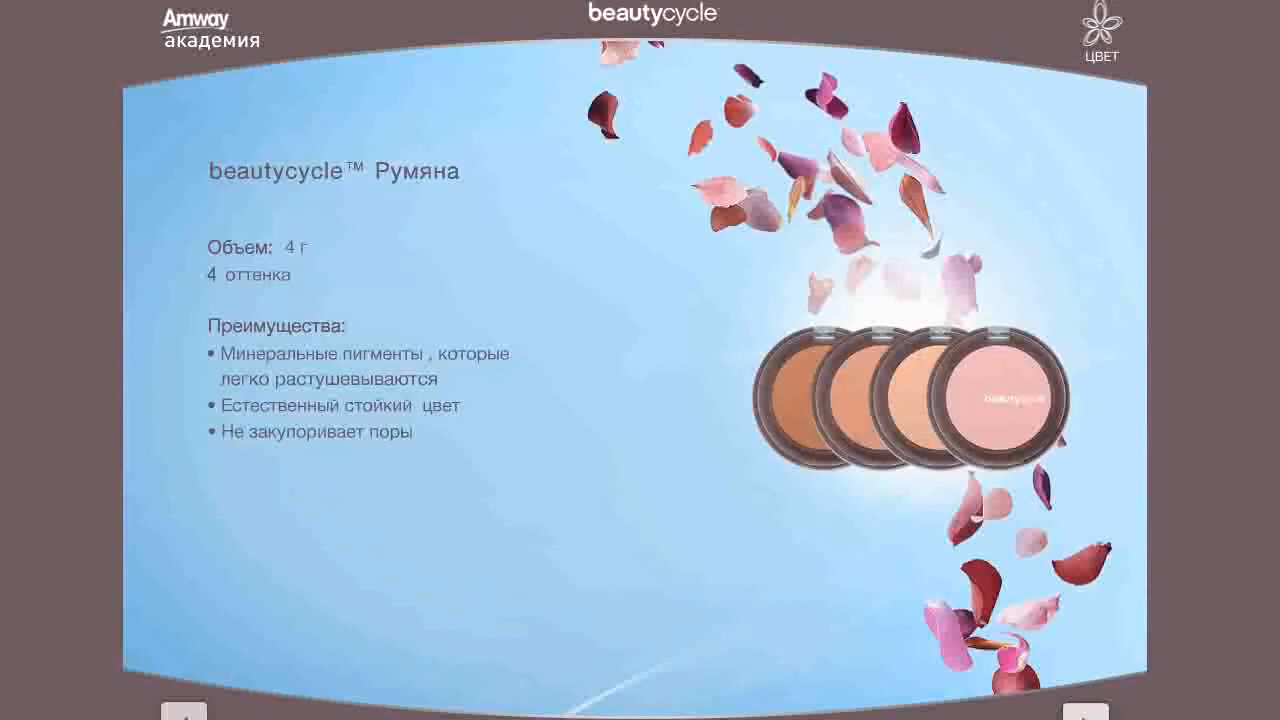 Amway
академия
beautycycle
ЦВЕТ
beautycycle™ Румяна
Объем: 4 г
4 оттенка
Преимущества:
• Минеральные пигменты , которые
легко растушевываются
• Естественный стойкий цвет
• Не закупоривает поры
beautycycle